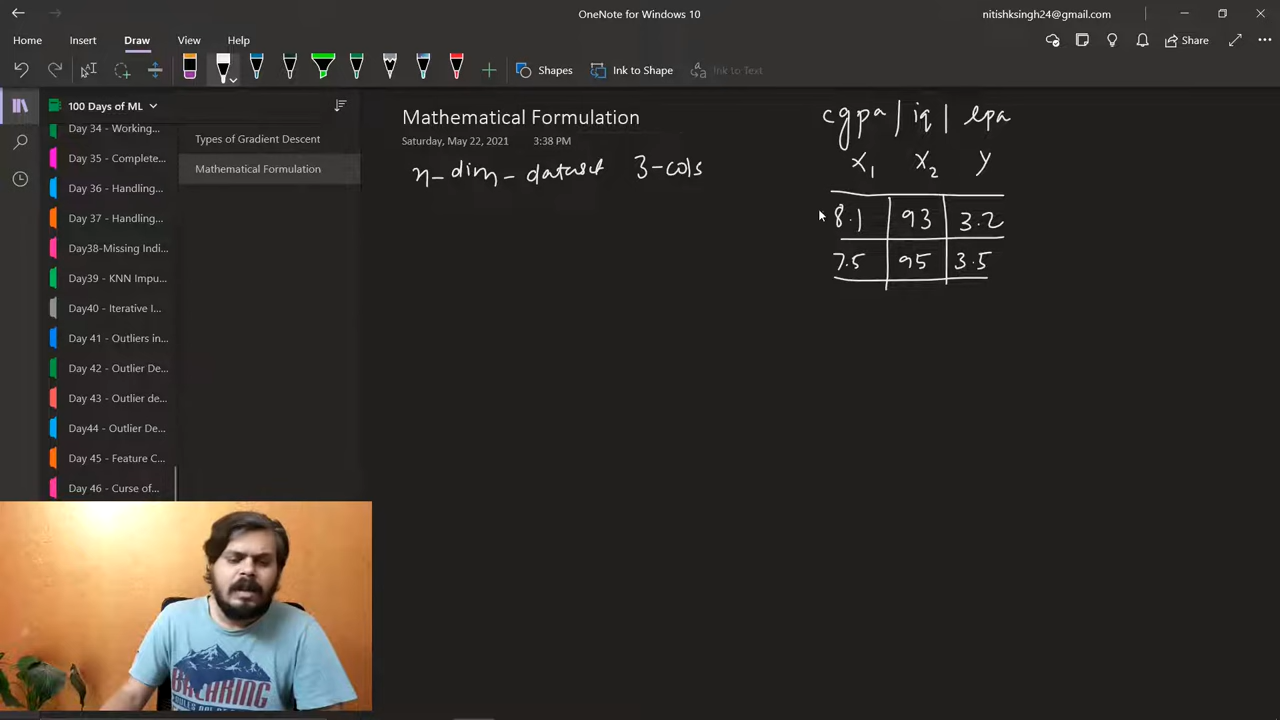 OneNote for Windows 10
nitishksingh24@gmail.com
Home Insert Draw View Help
Share
Shapes Ink to Shape Ink to Text
100 Days of ML
Day 34 - Working...
Day 35 - Complete...
Day 36 - Handling...
Day 37 - Handling...
Day38-Missing Indi...
Day39 - KNN Impu...
Day40 - Iterative I...
Day 41 - Outliers in...
Day 42 - Outlier De...
Day 43 - Outlier de...
Day44 - Outlier De...
Day 45 - Feature C...
Day 46 - Curse of...
Types of Gradient Descent
Mathematical Formulation
Mathematical Formulation
Saturday, May 22, 2021 3:38 PM
n-dim-dataset 3-cols
cgpa | iq | lpa
X1 X2 Y
8.1 93 3.2
7.5 95 3.5
BREAKING